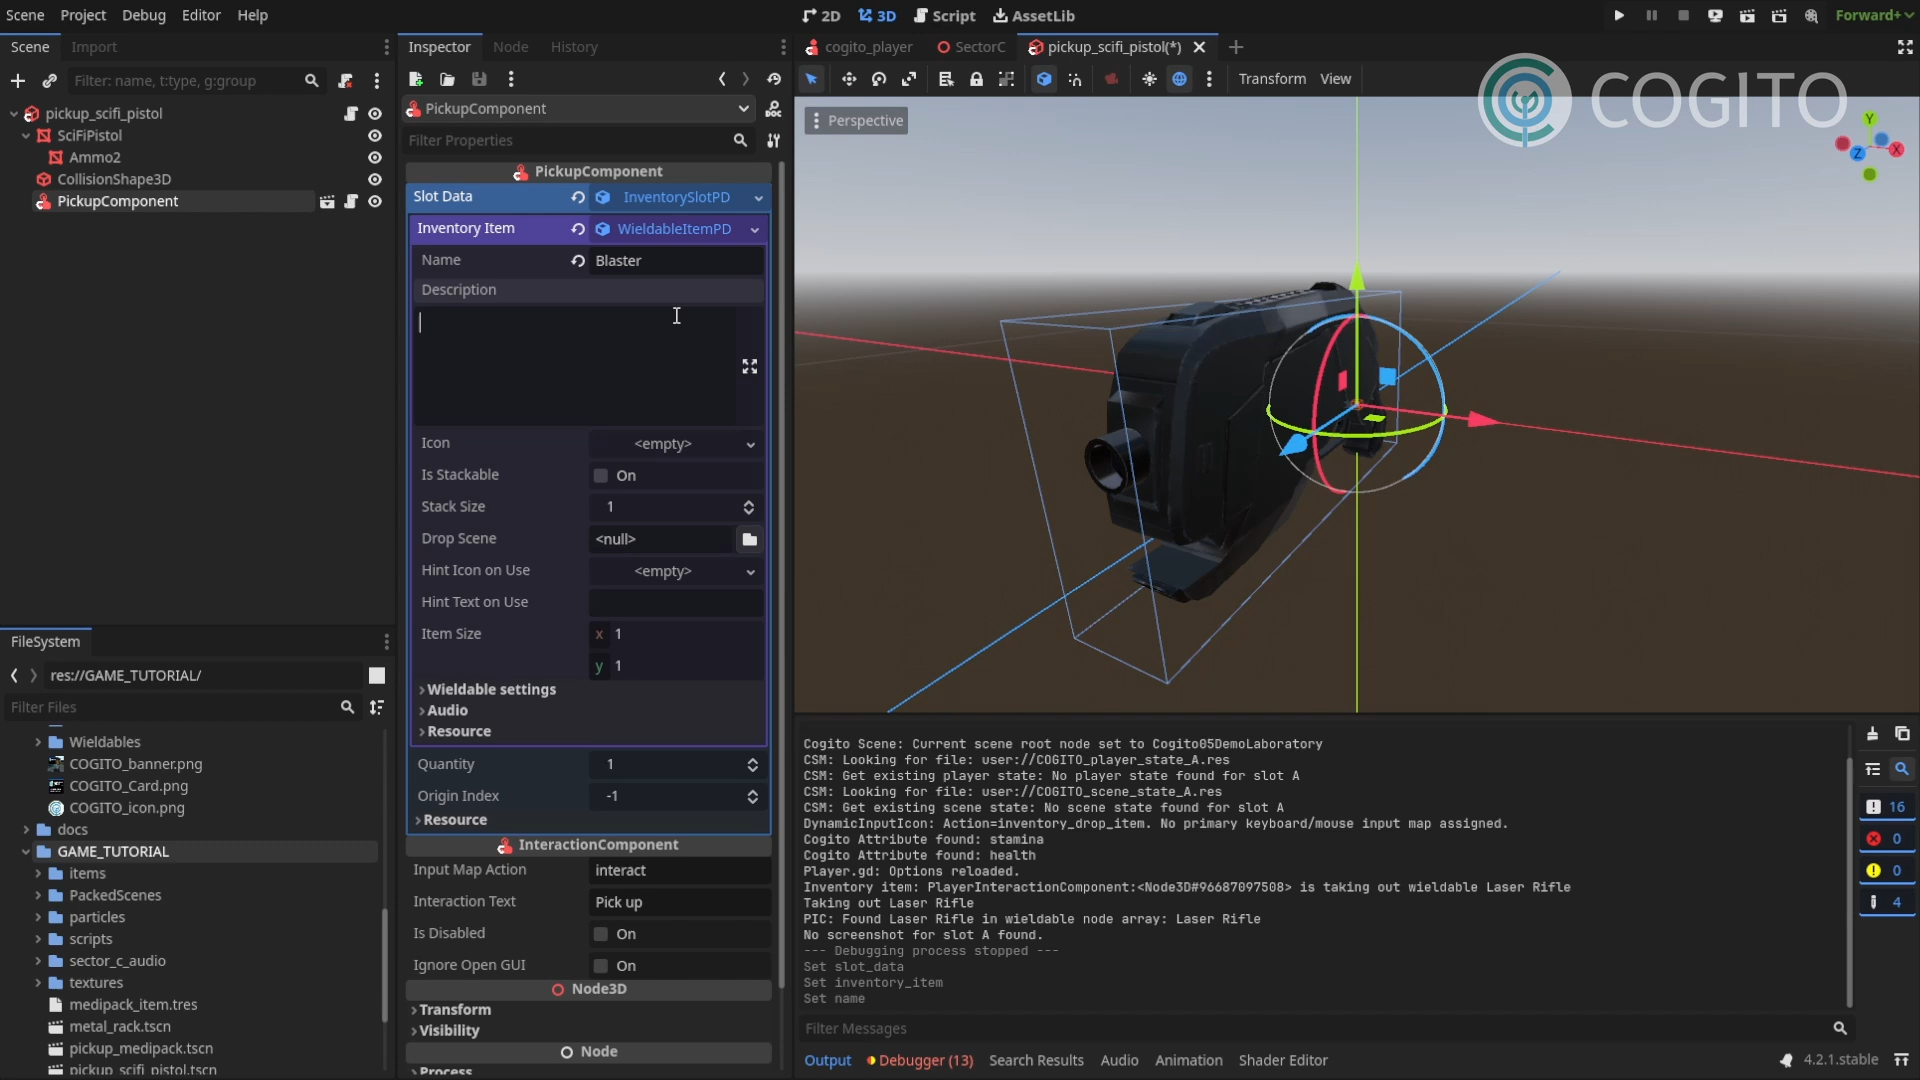 Scene Project Debug Editor Help
2D 3D Script AssetLib
Forward+
Scene Import
Inspector Node History
cogito_player SectorC pickup_scifi_pistol(*)
Filter: name, t:type, g:group
Transform View
COGITO
pickup_scifi_pistol
SciFiPistol
Ammo2
CollisionShape3D
PickupComponent
PickupComponent
Filter Properties
PickupComponent
Slot Data InventorySlotPD
Inventory Item WieldableItemPD
Name Blaster
Description
Icon <empty>
Is Stackable On
Stack Size 1
Drop Scene <null>
Hint Icon on Use <empty>
Hint Text on Use
Item Size x 1
y 1
Wieldable settings
Audio
Resource
Quantity 1
Origin Index -1
Resource
InteractionComponent
Input Map Action interact
Interaction Text Pick up
Is Disabled On
Ignore Open GUI On
Node3D
Transform
Visibility
Node
Process
Perspective
Y
X
Z
FileSystem
res://GAME_TUTORIAL/
Filter Files
Wieldables
COGITO_banner.png
COGITO_Card.png
COGITO_icon.png
docs
GAME_TUTORIAL
items
PackedScenes
particles
scripts
sector_c_audio
textures
medipack_item.tres
metal_rack.tscn
pickup_medipack.tscn
pickup_scifi_pistol.tscn
Cogito Scene: Current scene root node set to Cogito05DemoLaboratory
CSM: Looking for file: user://COGITO_player_state_A.res
CSM: Get existing player state: No player state found for slot A
CSM: Looking for file: user://COGITO_scene_state_A.res
CSM: Get existing scene state: No scene state found for slot A
DynamicInputIcon: Action=inventory_drop_item. No primary keyboard/mouse input map assigned.
Cogito Attribute found: stamina
Cogito Attribute found: health
Player.gd: Options reloaded.
Inventory item: PlayerInteractionComponent:<Node3D#96687097508> is taking out wieldable Laser Rifle
Taking out Laser Rifle
PIC: Found Laser Rifle in wieldable node array: Laser Rifle
No screenshot for slot A found.
--- Debugging process stopped ---
Set slot_data
Set inventory_item
Set name
16
0
0
4
Filter Messages
Output Debugger (13) Search Results Audio Animation Shader Editor
4.2.1.stable